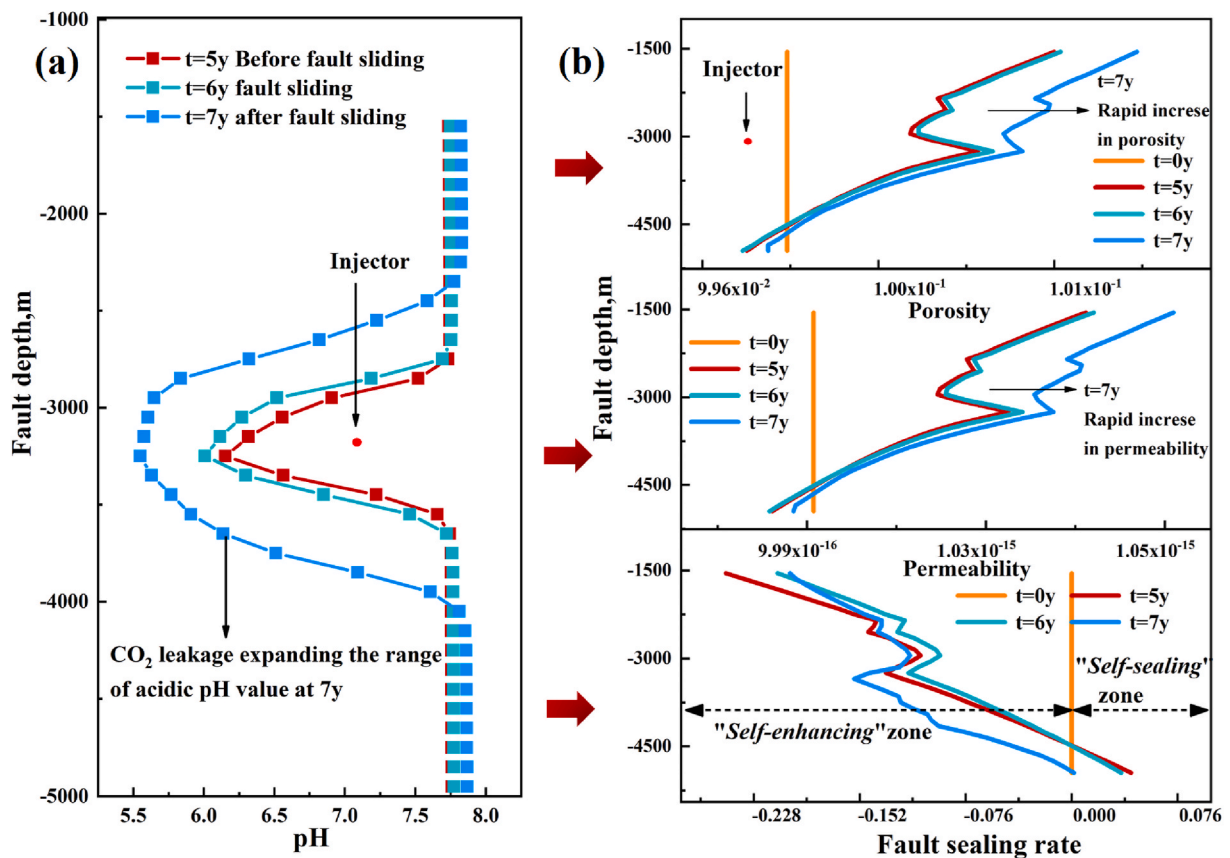 (a)
-1000
-2000
-3000
-4000
-5000
Fault depth,m
t=5y Before fault sliding
t=6y fault sliding
t=7y after fault sliding
Injector
CO₂ leakage expanding the range
of acidic pH value at 7y
5.5 6.0 6.5 7.0 7.5 8.0
pH
(b)
Fault depth,m
-1500
-3000
-4500
Injector
t=7y
Rapid increse
in porosity
t=0y
t=5y
t=6y
t=7y
9.96x10⁻² 1.00x10⁻¹ 1.01x10⁻¹
Porosity
-1500
-3000
-4500
t=0y
t=5y
t=6y
t=7y
t=7y
Rapid increse
in permeability
9.99x10⁻¹⁶ 1.03x10⁻¹⁵ 1.05x10⁻¹⁵
Permeability
-1500
-3000
-4500
t=0y t=5y
t=6y t=7y
"Self-sealing"
zone
"Self-enhancing"zone
-0.228 -0.152 -0.076 0.000 0.076
Fault sealing rate